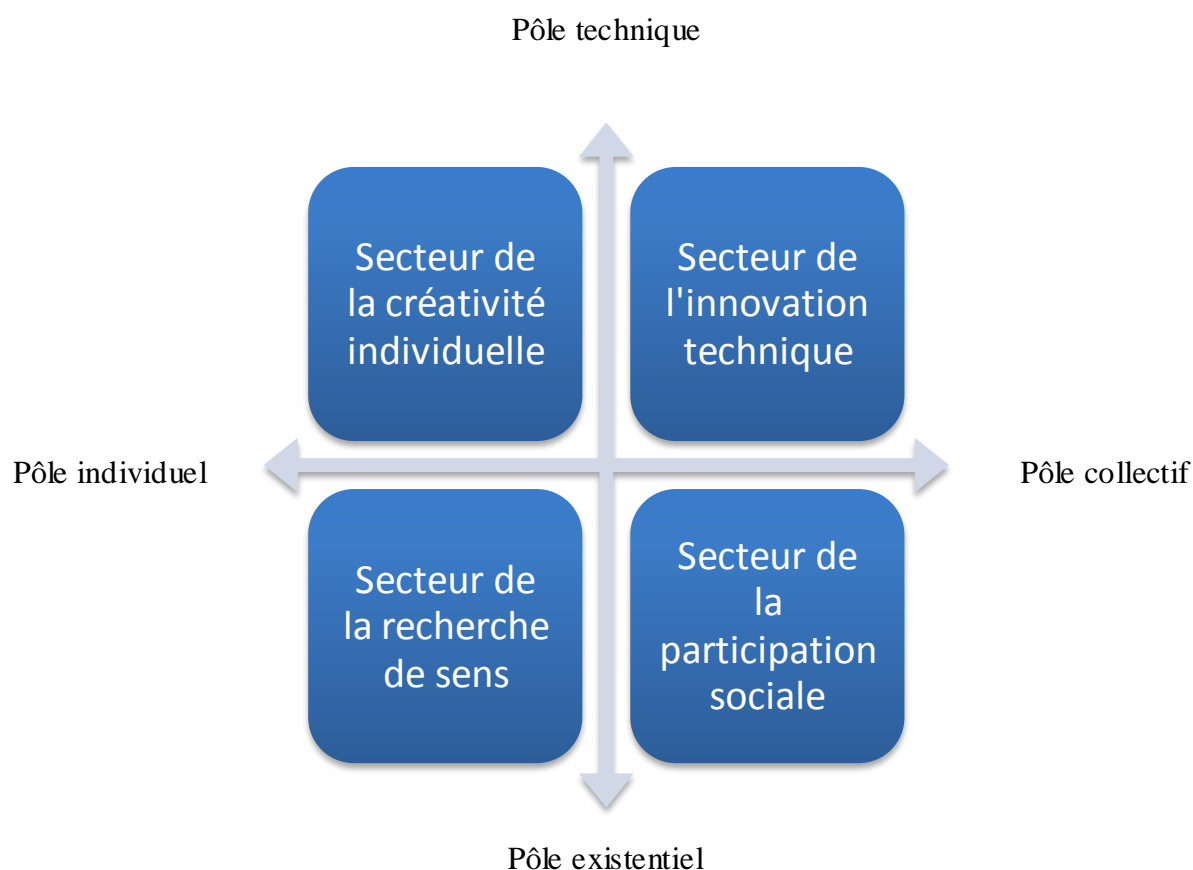 Pôle technique
Secteur de
la créativité
individuelle
Secteur de
l'innovation
technique
Pôle individuel
Pôle collectif
Secteur de
la recherche
de sens
Secteur de
la
participation
sociale
Pôle existentiel